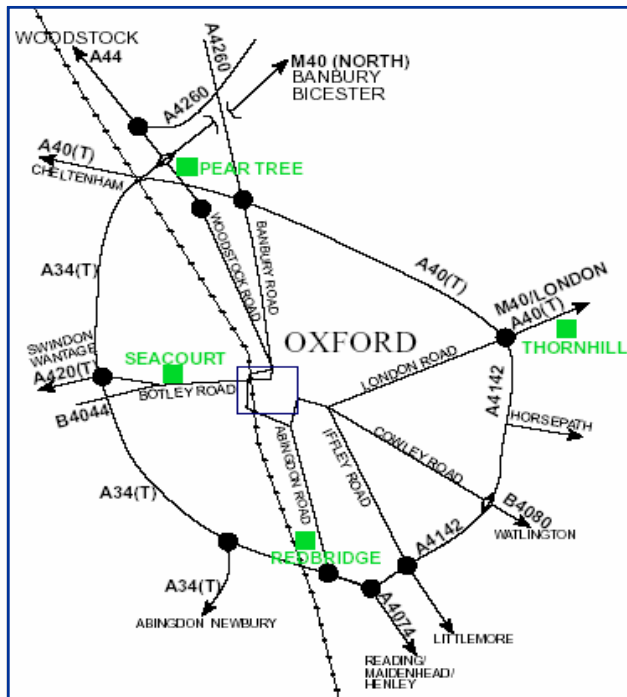 WOODSTOCK
A44
A4260
A4260
M40 (NORTH)
BANBURY
BICESTER
A40(T)
CHELTENHAM
PEAR TREE
WOODSTOCK ROAD
BANBURY ROAD
A34(T)
A40(T)
M40/LONDON
A40(T)
THORNHILL
SWINDON
WANTAGE
A420(T)
SEACOURT
OXFORD
LONDON ROAD
A4142
BOTLEY ROAD
B4044
HORSEPATH
ABINGDON ROAD
IFFLEY ROAD
COWLEY ROAD
A34(T)
B4080
WATLINGTON
REDBRIDGE
A4142
A34(T)
ABINGDON NEWBURY
A4074
LITTLEMORE
READING/
MAIDENHEAD/
HENLEY